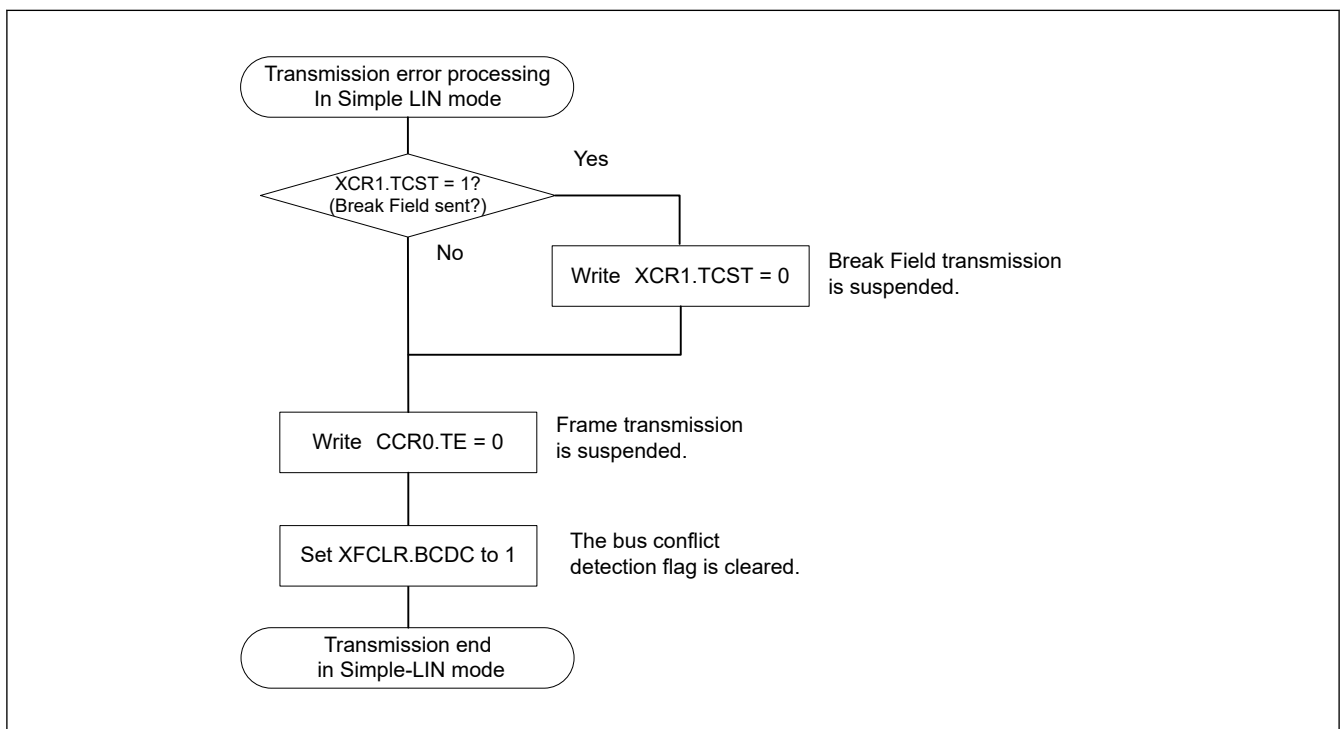 Transmission error processing
In Simple LIN mode
Yes
XCR1.TCST = 1?
(Break Field sent?)
No
Write XCR1.TCST = 0
Break Field transmission
is suspended.
Write CCR0.TE = 0
Frame transmission
is suspended.
Set XFCLR.BCDC to 1
The bus conflict
detection flag is cleared.
Transmission end
in Simple-LIN mode